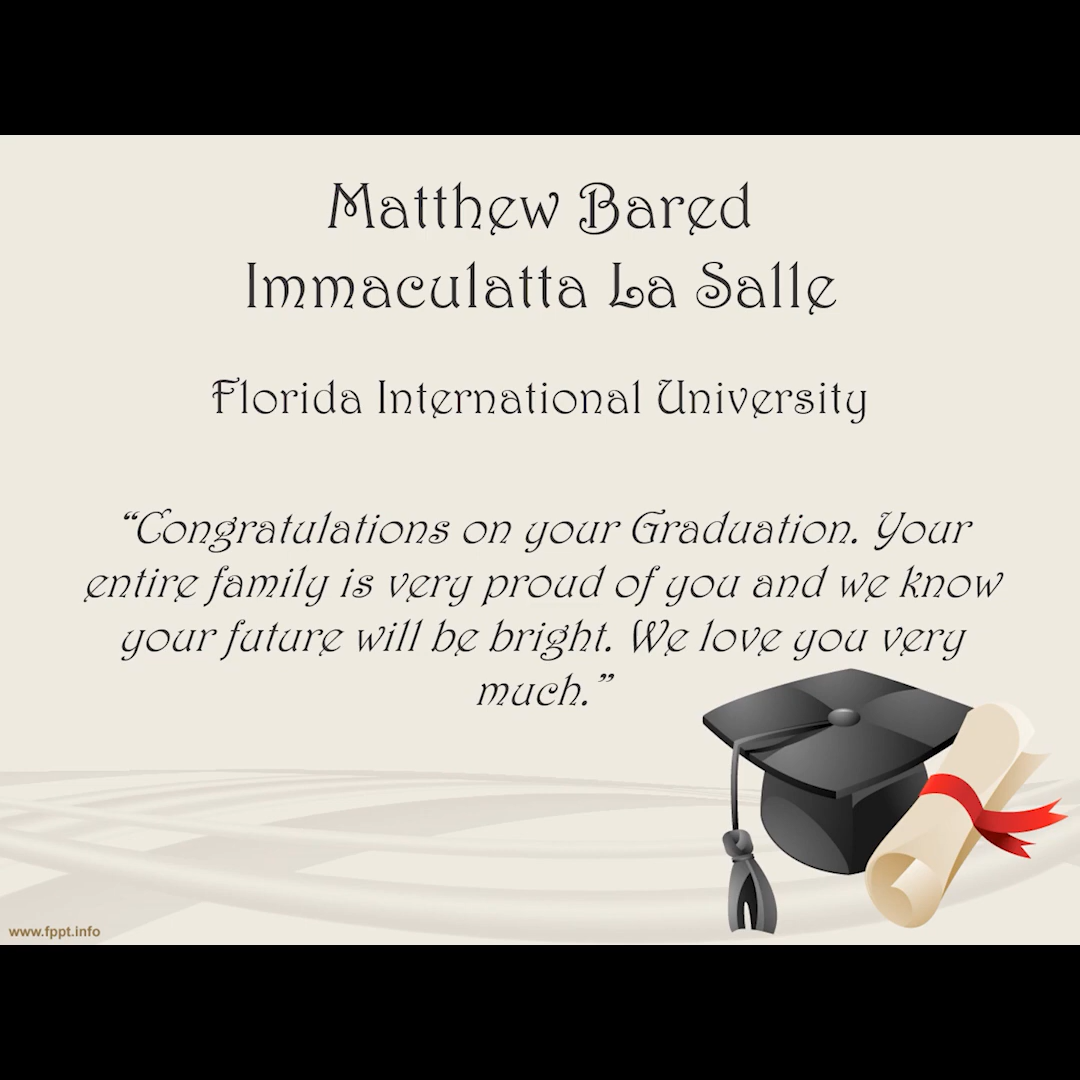 Matthew Bared
Immaculatta La Salle
Florida International University
“Congratulations on your Graduation. Your
entire family is very proud of you and we know
your future will be bright. We love you very
much.”
www.fppt.info